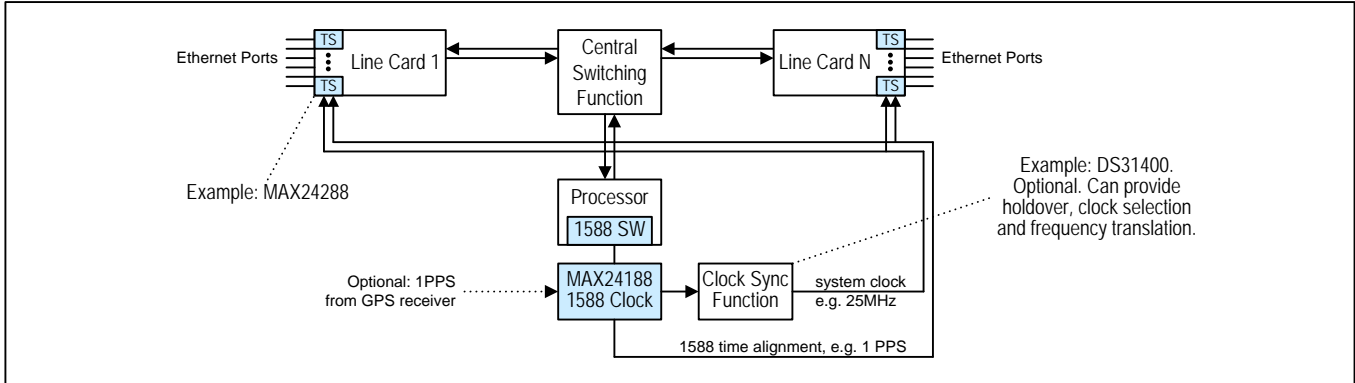 TS
Ethernet Ports
Line Card 1
TS
Central
Switching
Function
TS
Line Card N
Ethernet Ports
TS
Example: MAX24288
Processor
1588 SW
Example: DS31400.
Optional. Can provide
holdover, clock selection
and frequency translation.
Optional: 1PPS
from GPS receiver
MAX24188
1588 Clock
Clock Sync
Function
system clock
e.g. 25MHz
1588 time alignment, e.g. 1 PPS